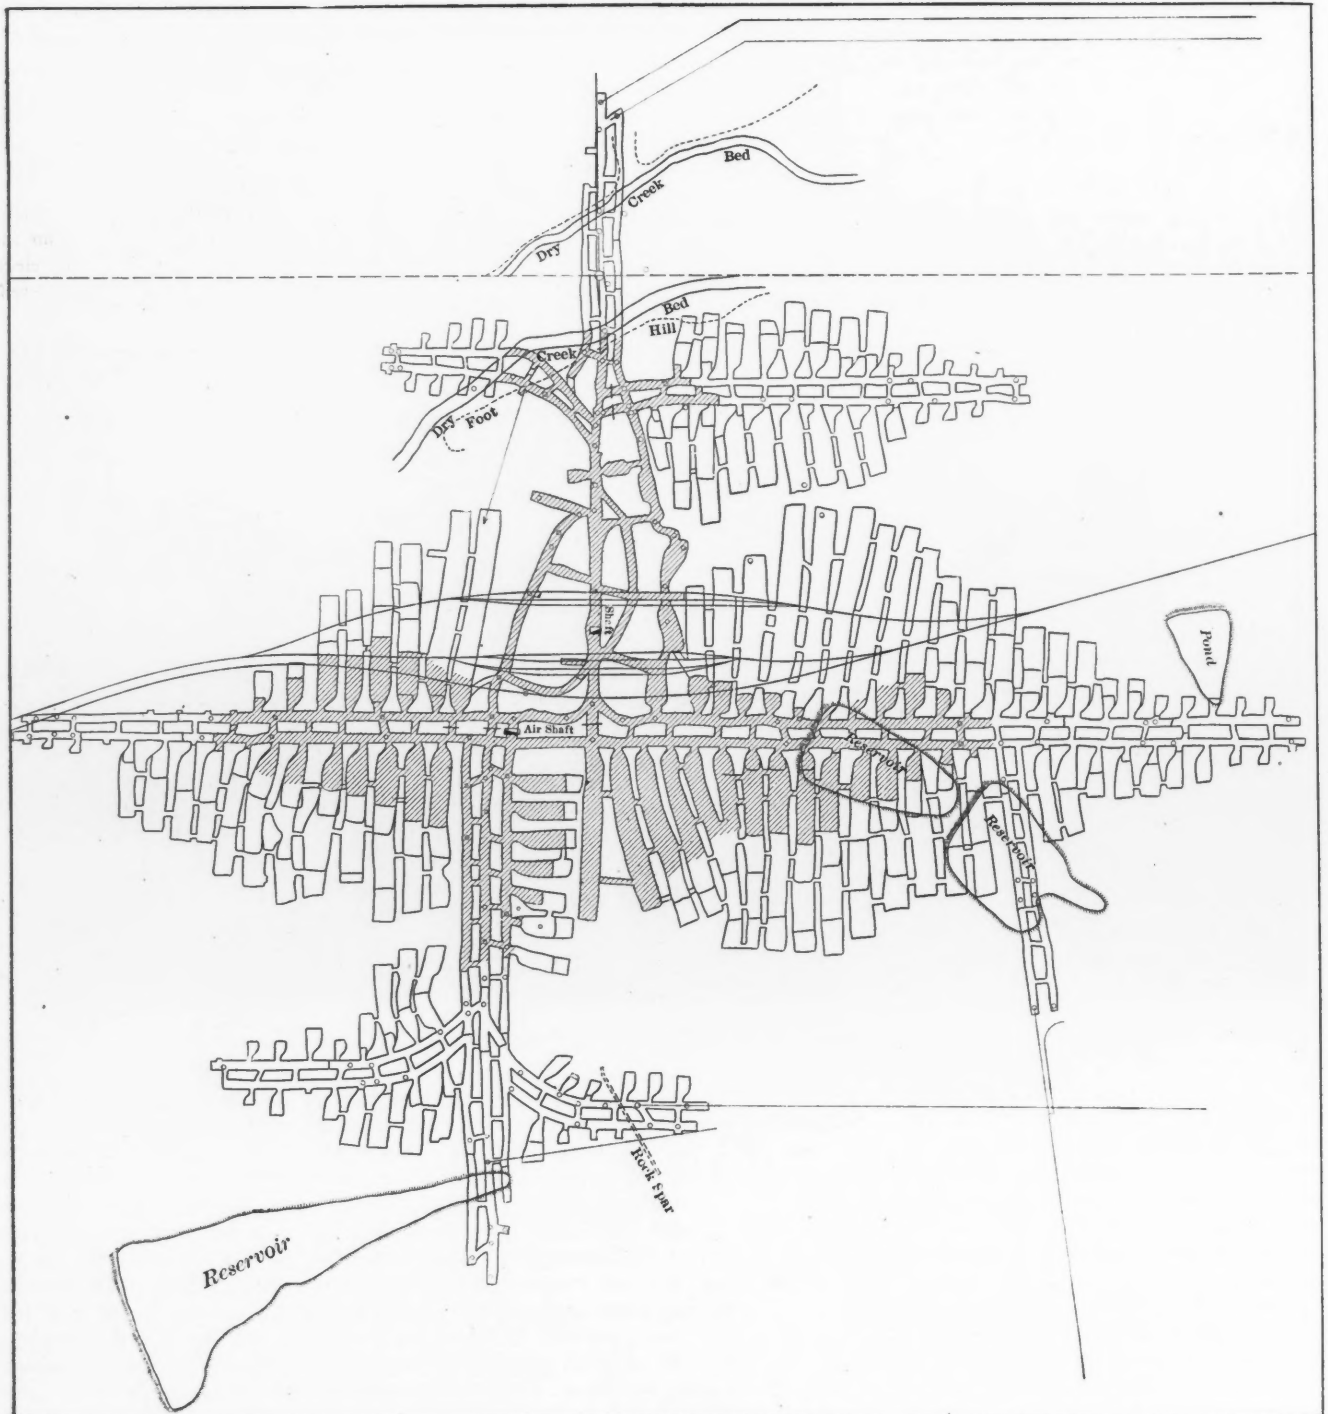 Bed
Creek
Dry
Bed
Hill
Creek
Foot
Dry
Shaft
Pond
Air Shaft
Reservoir
Reservoir
Rock Spar
Reservoir